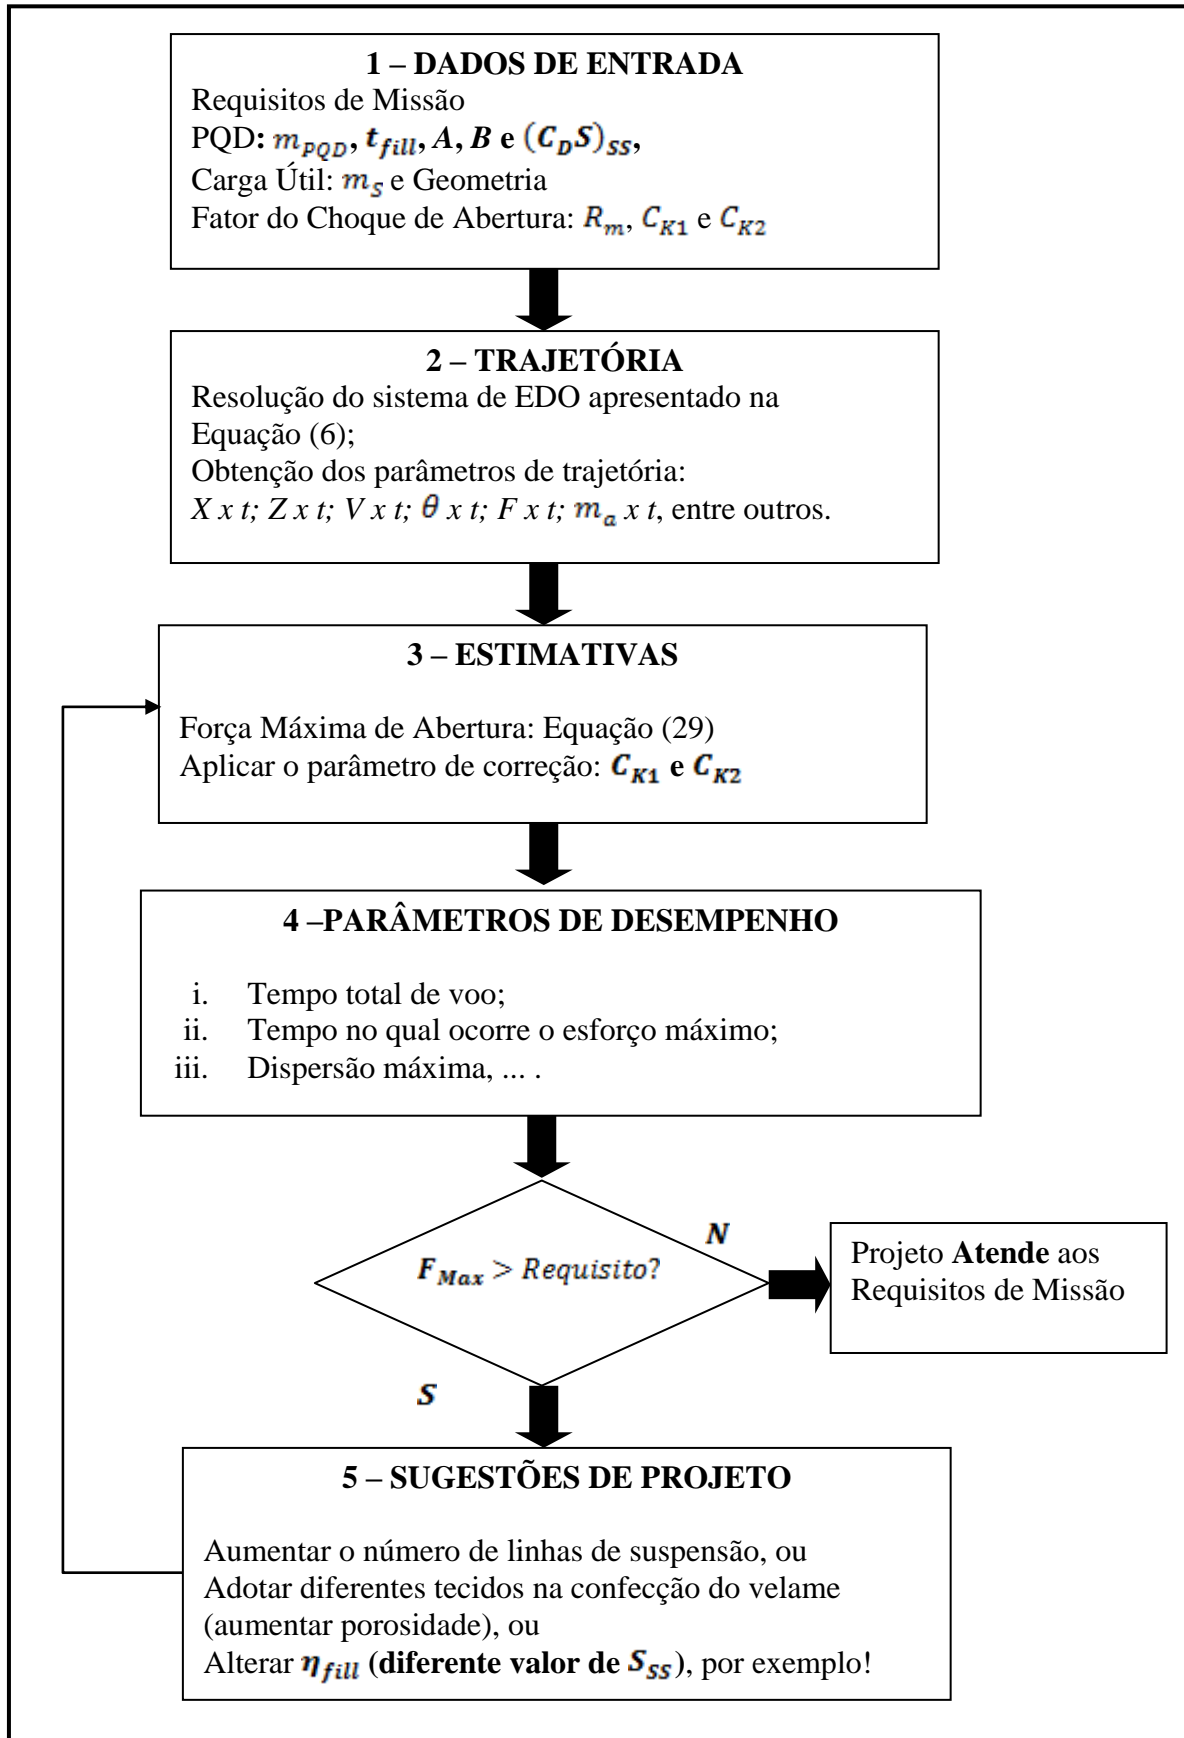 1 – DADOS DE ENTRADA
Requisitos de Missão
PQD: m_PQD, t_fill, A, B e (C_D S)_SS,
Carga Útil: m_S e Geometria
Fator do Choque de Abertura: R_m, C_K1 e C_K2
2 – TRAJETÓRIA
Resolução do sistema de EDO apresentado na
Equação (6);
Obtenção dos parâmetros de trajetória:
X x t; Z x t; V x t; θ x t; F x t; m_a x t, entre outros.
3 – ESTIMATIVAS
Força Máxima de Abertura: Equação (29)
Aplicar o parâmetro de correção: C_K1 e C_K2
4 –PARÂMETROS DE DESEMPENHO
i. Tempo total de voo;
ii. Tempo no qual ocorre o esforço máximo;
iii. Dispersão máxima, ... .
F_Max > Requisito?
N
Projeto Atende aos
Requisitos de Missão
S
5 – SUGESTÕES DE PROJETO
Aumentar o número de linhas de suspensão, ou
Adotar diferentes tecidos na confecção do velame
(aumentar porosidade), ou
Alterar η_fill (diferente valor de S_SS), por exemplo!